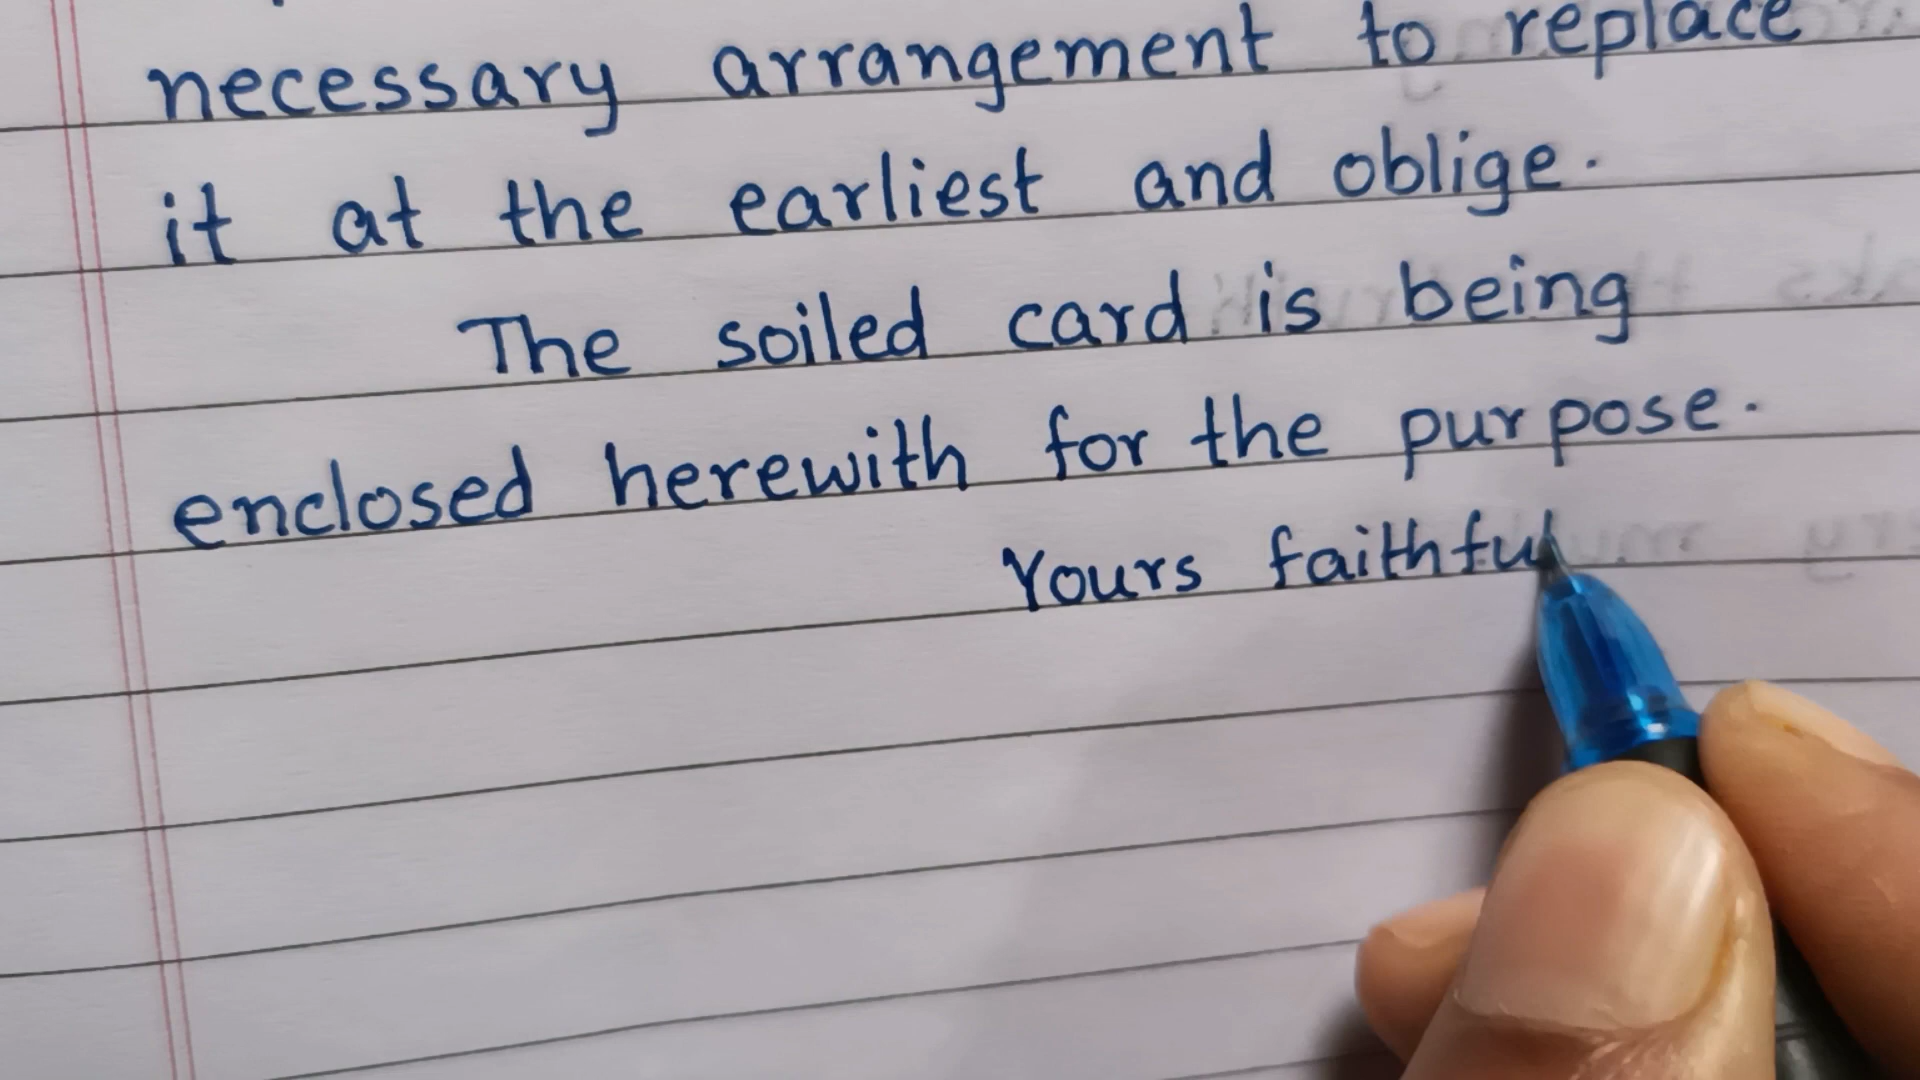 necessary arrangement to replace
it at the earliest and oblige.
The soiled card is being
enclosed herewith for the purpose.
Yours faithful